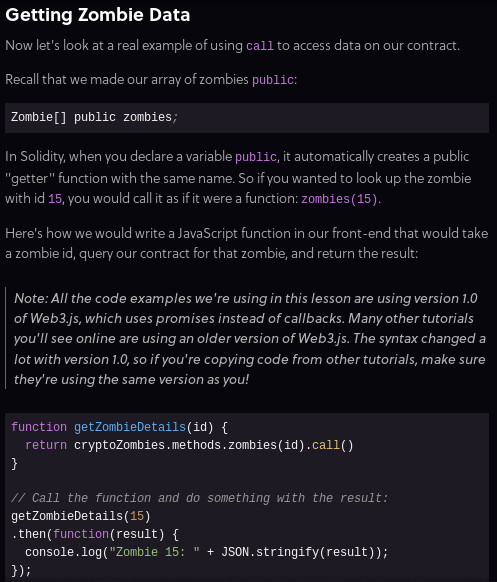 Getting Zombie Data
Now let's look at a real example of using call to access data on our contract.
Recall that we made our array of zombies public:
Zombie[] public zombies;
In Solidity, when you declare a variable public, it automatically creates a public
"getter" function with the same name. So if you wanted to look up the zombie
with id 15, you would call it as if it were a function: zombies(15).
Here's how we would write a JavaScript function in our front-end that would take
a zombie id, query our contract for that zombie, and return the result:
Note: All the code examples we're using in this lesson are using version 1.0
of Web3.js, which uses promises instead of callbacks. Many other tutorials
you'll see online are using an older version of Web3.js. The syntax changed a
lot with version 1.0, so if you're copying code from other tutorials, make sure
they're using the same version as you!
function getZombieDetails(id) {
  return cryptoZombies.methods.zombies(id).call()
}
// Call the function and do something with the result:
getZombieDetails(15)
.then(function(result) {
  console.log("Zombie 15: " + JSON.stringify(result));
});